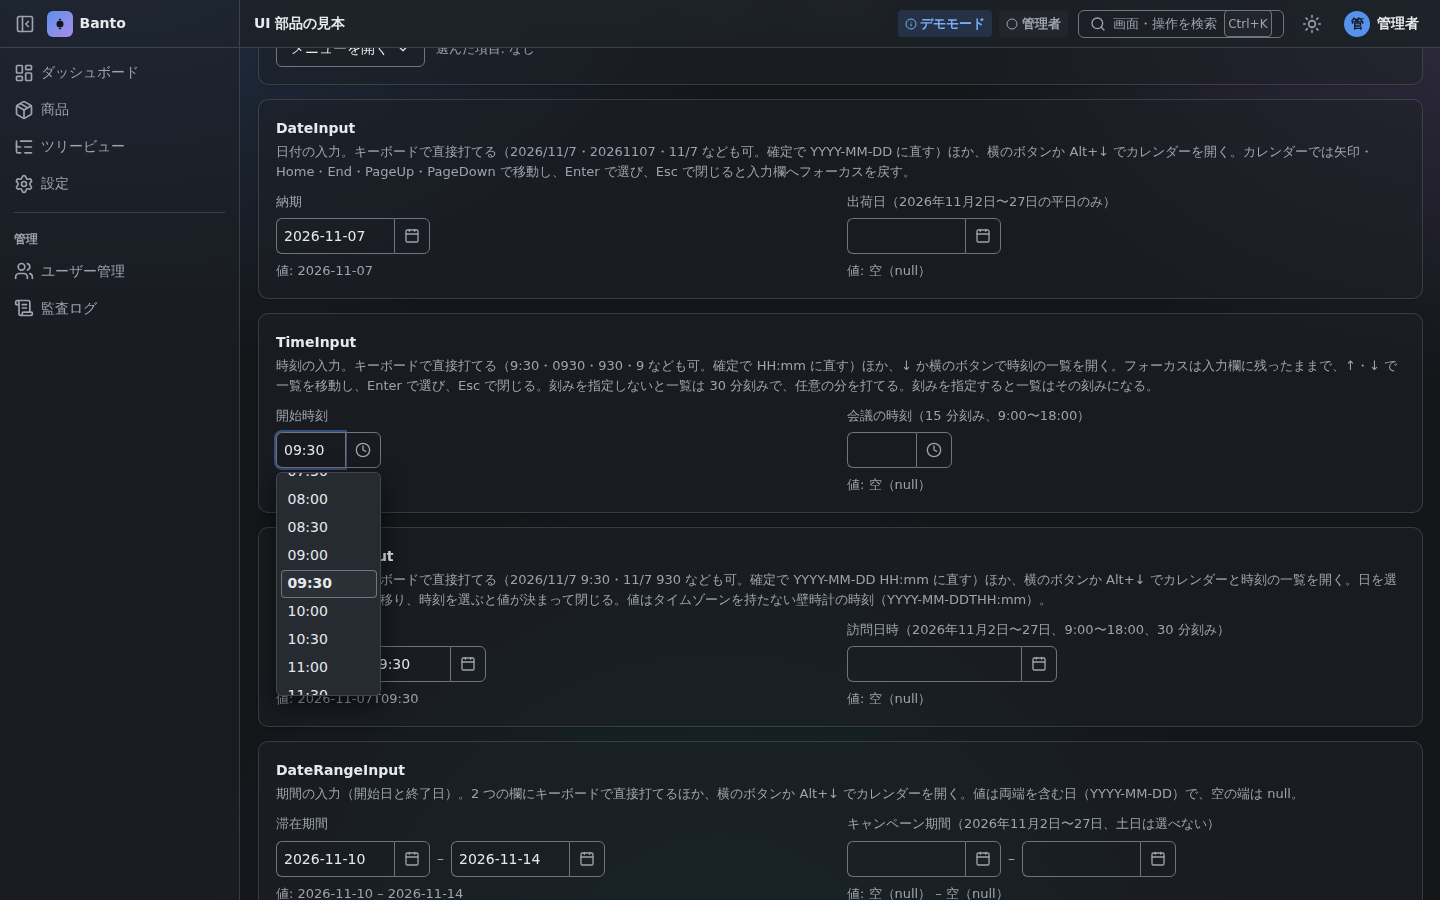 Banto
UI 部品の見本
デモモード
管理者
画面・操作を検索
Ctrl+K
管
管理者
ダッシュボード
商品
ツリービュー
設定
管理
ユーザー管理
監査ログ
メニューを開く
選んだ項目: なし
DateInput
日付の入力。キーボードで直接打てる（2026/11/7・20261107・11/7 なども可。確定で YYYY-MM-DD に直す）ほか、横のボタンか Alt+↓ でカレンダーを開く。カレンダーでは矢印・
Home・End・PageUp・PageDown で移動し、Enter で選び、Esc で閉じると入力欄へフォーカスを戻す。
納期
出荷日（2026年11月2日〜27日の平日のみ）
2026-11-07
値: 2026-11-07
値: 空（null）
TimeInput
時刻の入力。キーボードで直接打てる（9:30・0930・930・9 なども可。確定で HH:mm に直す）ほか、↓ か横のボタンで時刻の一覧を開く。フォーカスは入力欄に残ったままで、↑・↓ で
一覧を移動し、Enter で選び、Esc で閉じる。刻みを指定しないと一覧は 30 分刻みで、任意の分を打てる。刻みを指定すると一覧はその刻みになる。
開始時刻
会議の時刻（15 分刻み、9:00〜18:00）
09:30
値: 空（null）
07:30
08:00
08:30
09:00
09:30
10:00
10:30
11:00
11:30
ut
ボードで直接打てる（2026/11/7 9:30・11/7 930 なども可。確定で YYYY-MM-DD HH:mm に直す）ほか、横のボタンか Alt+↓ でカレンダーと時刻の一覧を開く。日を選
移り、時刻を選ぶと値が決まって閉じる。値はタイムゾーンを持たない壁時計の時刻（YYYY-MM-DDTHH:mm）。
訪問日時（2026年11月2日〜27日、9:00〜18:00、30 分刻み）
9:30
値: 2026-11-07T09:30
値: 空（null）
DateRangeInput
期間の入力（開始日と終了日）。2 つの欄にキーボードで直接打てるほか、横のボタンか Alt+↓ でカレンダーを開く。値は両端を含む日（YYYY-MM-DD）で、空の端は null。
滞在期間
キャンペーン期間（2026年11月2日〜27日、土日は選べない）
2026-11-10
–
2026-11-14
–
値: 2026-11-10 – 2026-11-14
値: 空（null） – 空（null）